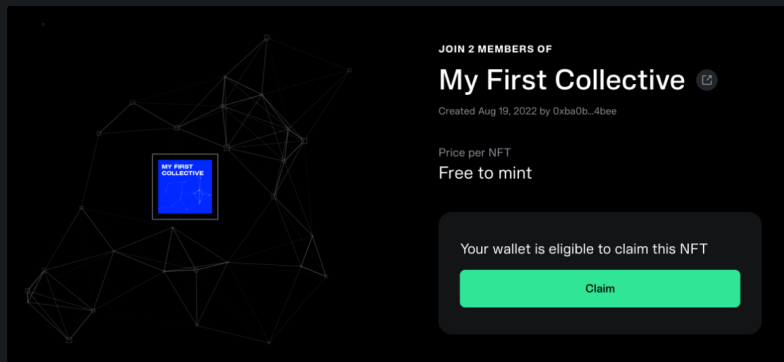 JOIN 2 MEMBERS OF
My First Collective
Created Aug 19, 2022 by 0xba0b...4bee
Price per NFT
Free to mint
MY FIRST
COLLECTIVE
Your wallet is eligible to claim this NFT
Claim